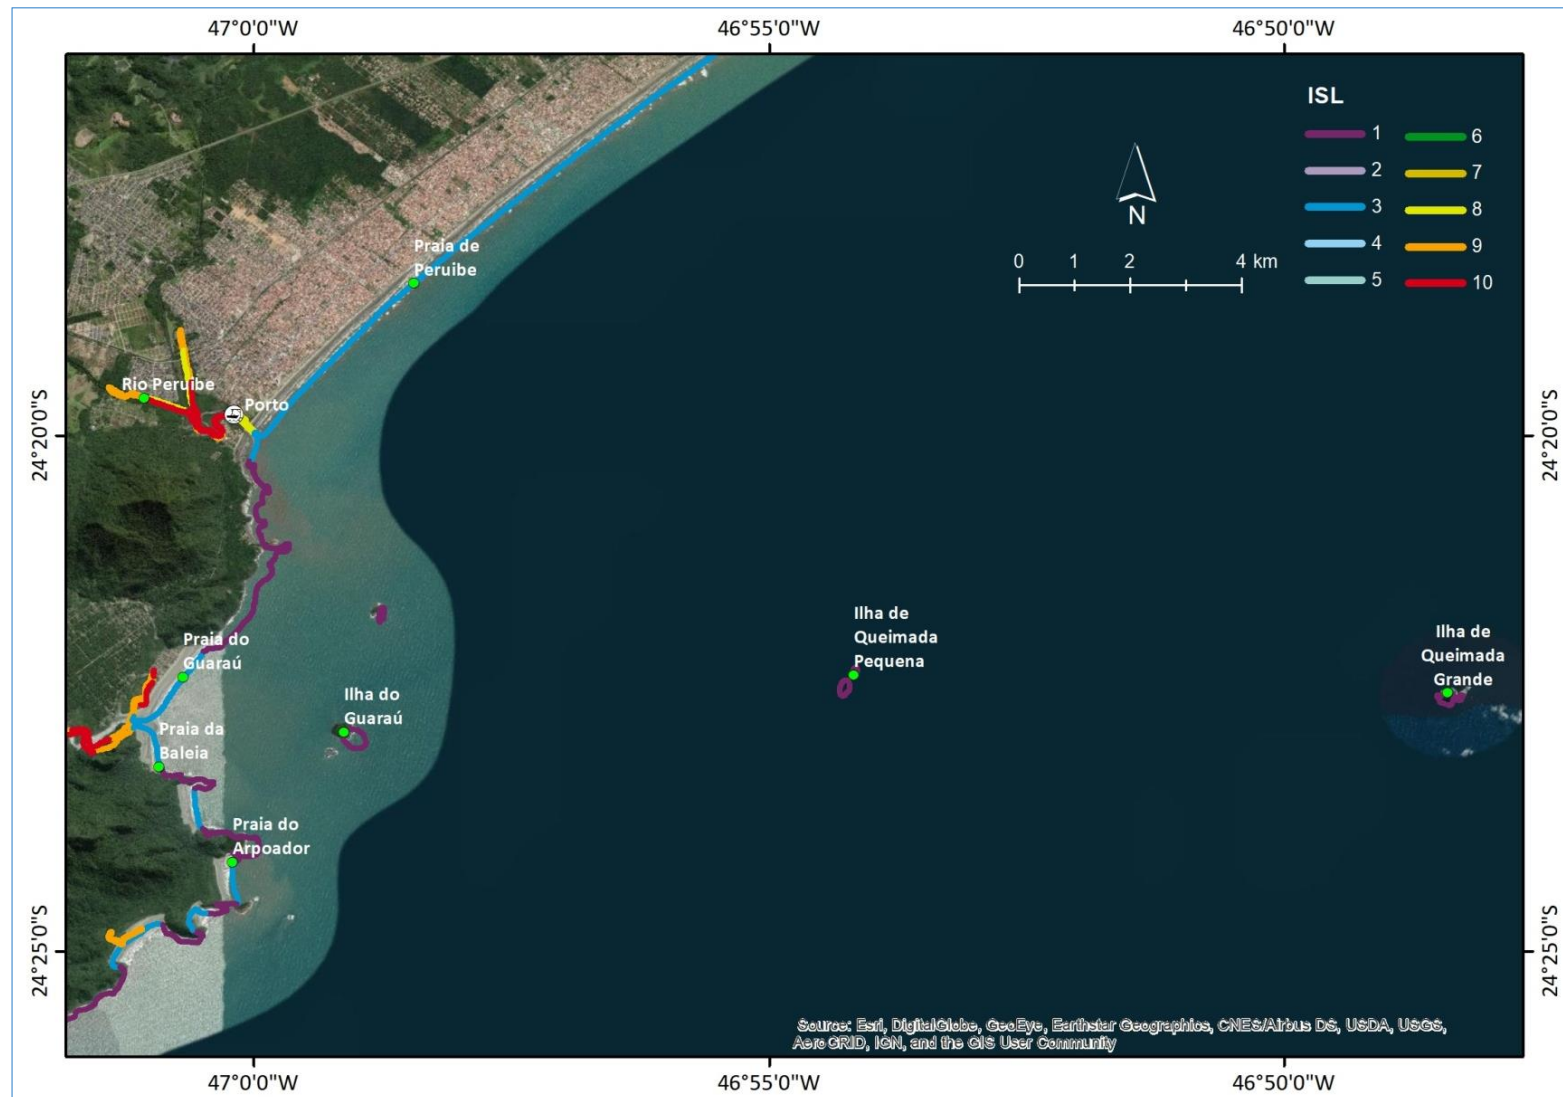 47°0'0"W
46°55'0"W
46°50'0"W
ISL
1
2
3
4
5
6
7
8
9
10
N
0 1 2 4 km
Praia de
Peruibe
Rio Peruibe
Porto
24°20'0"S
24°20'0"S
Praia do
Guaraú
Ilha do
Guaraú
Praia da
Baleia
Ilha de
Queimada
Pequena
Ilha de
Queimada
Grande
Praia do
Arpoador
24°25'0"S
24°25'0"S
Source: Esri, DigitalGlobe, GeoEye, Earthstar Geographics, CNES/Airbus DS, USDA, USGS,
AeroGRID, IGN, and the GIS User Community
47°0'0"W
46°55'0"W
46°50'0"W